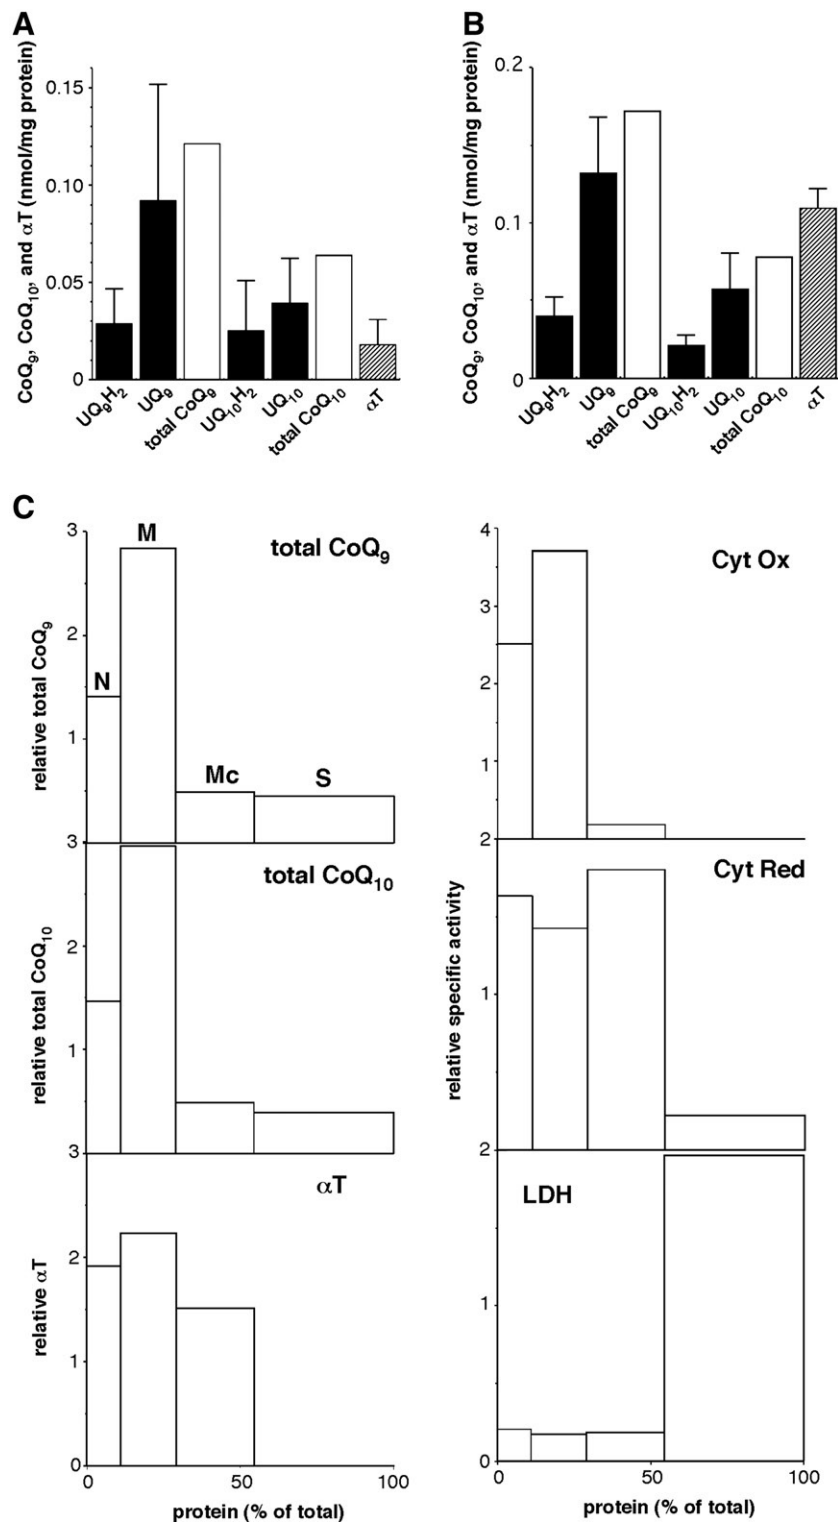 A
CoQ9, CoQ10, and αT (nmol/mg protein)
0.15
0.10
0.05
0
UQ9H2
UQ9
total CoQ9
UQ10H2
UQ10
total CoQ10
αT
B
CoQ9, CoQ10, and αT (nmol/mg protein)
0.2
0.1
0
UQ9H2
UQ9
total CoQ9
UQ10H2
UQ10
total CoQ10
αT
C
relative total CoQ9
3
2
1
total CoQ9
N
M
Mc
S
relative total CoQ10
3
2
1
total CoQ10
relative αT
3
2
1
αT
0
50
100
protein (% of total)
relative specific activity
4
3
2
1
Cyt Ox
2
1
Cyt Red
2
1
0
LDH
0
50
100
protein (% of total)